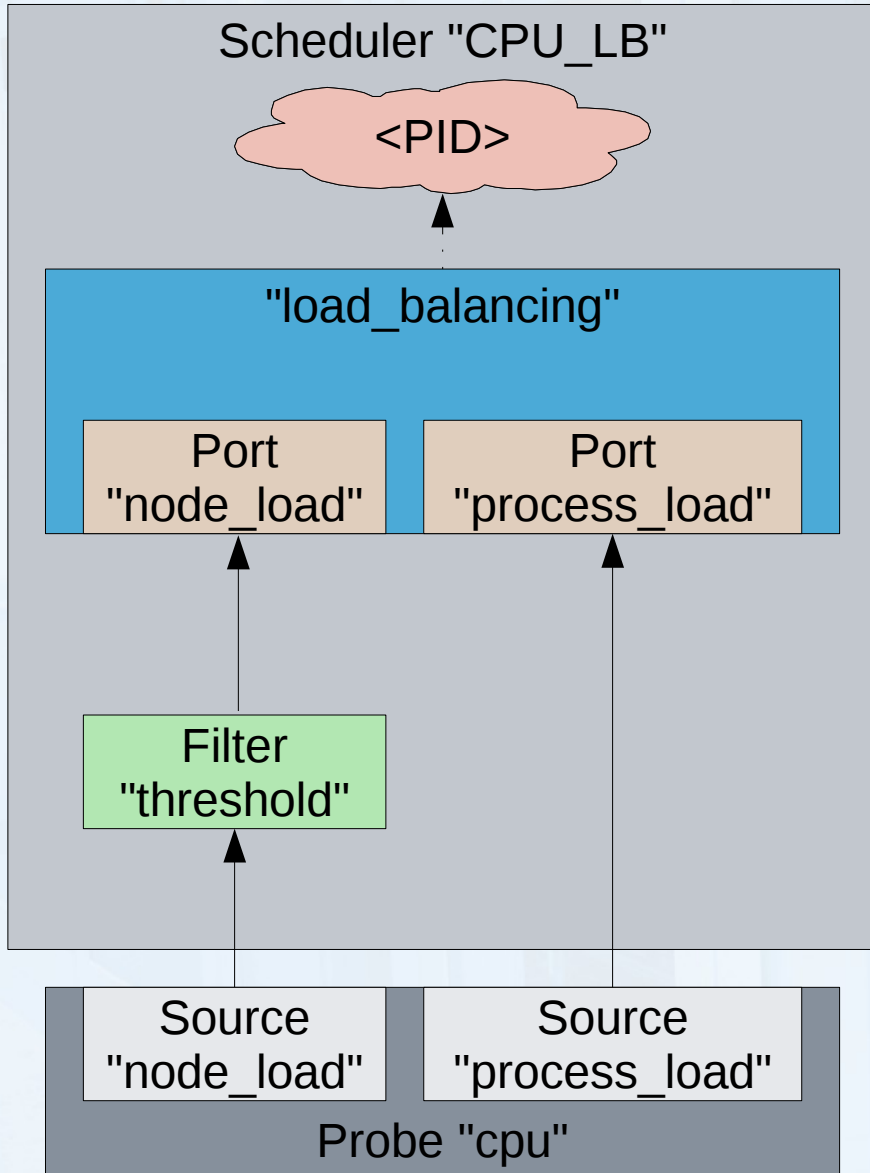 Scheduler "CPU_LB"
<PID>
"load_balancing"
Port
"node_load"
Port
"process_load"
Filter
"threshold"
Source
"node_load"
Source
"process_load"
Probe "cpu"